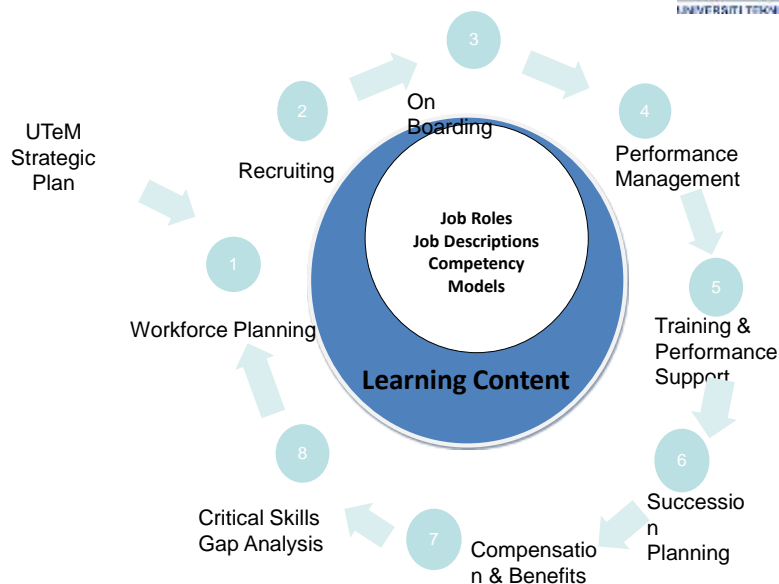 UNIVERSITI TEKNI
3
2
On
Boarding
4
UTeM
Strategic
Plan
Recruiting
Performance
Management
Job Roles
Job Descriptions
Competency
Models
1
5
Workforce Planning
Training &
Performance
Support
Learning Content
8
6
Critical Skills
Gap Analysis
7
Successio
n
Planning
Compensatio
n & Benefits